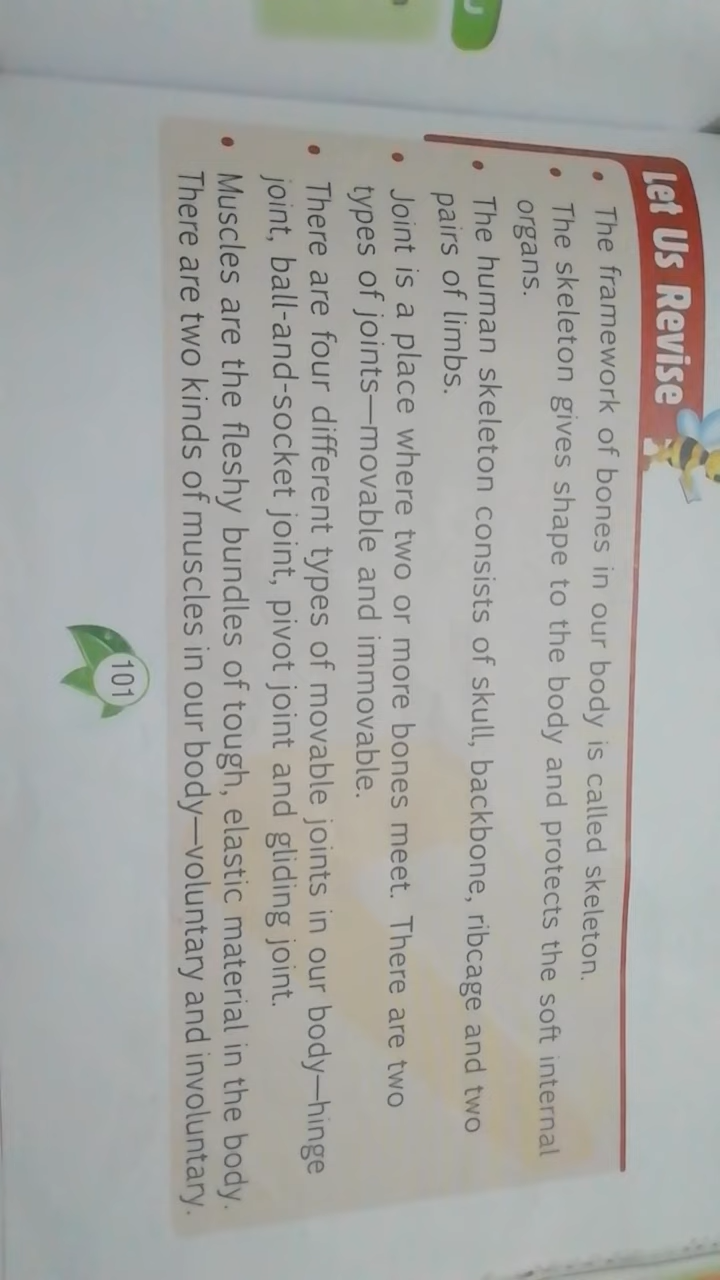 Let Us Revise
• The framework of bones in our body is called skeleton.
• The skeleton gives shape to the body and protects the soft internal
organs.
• The human skeleton consists of skull, backbone, ribcage and two
pairs of limbs.
• Joint is a place where two or more bones meet. There are two
types of joints—movable and immovable.
• There are four different types of movable joints in our body—hinge
joint, ball-and-socket joint, pivot joint and gliding joint.
• Muscles are the fleshy bundles of tough, elastic material in the body.
There are two kinds of muscles in our body—voluntary and involuntary.
101